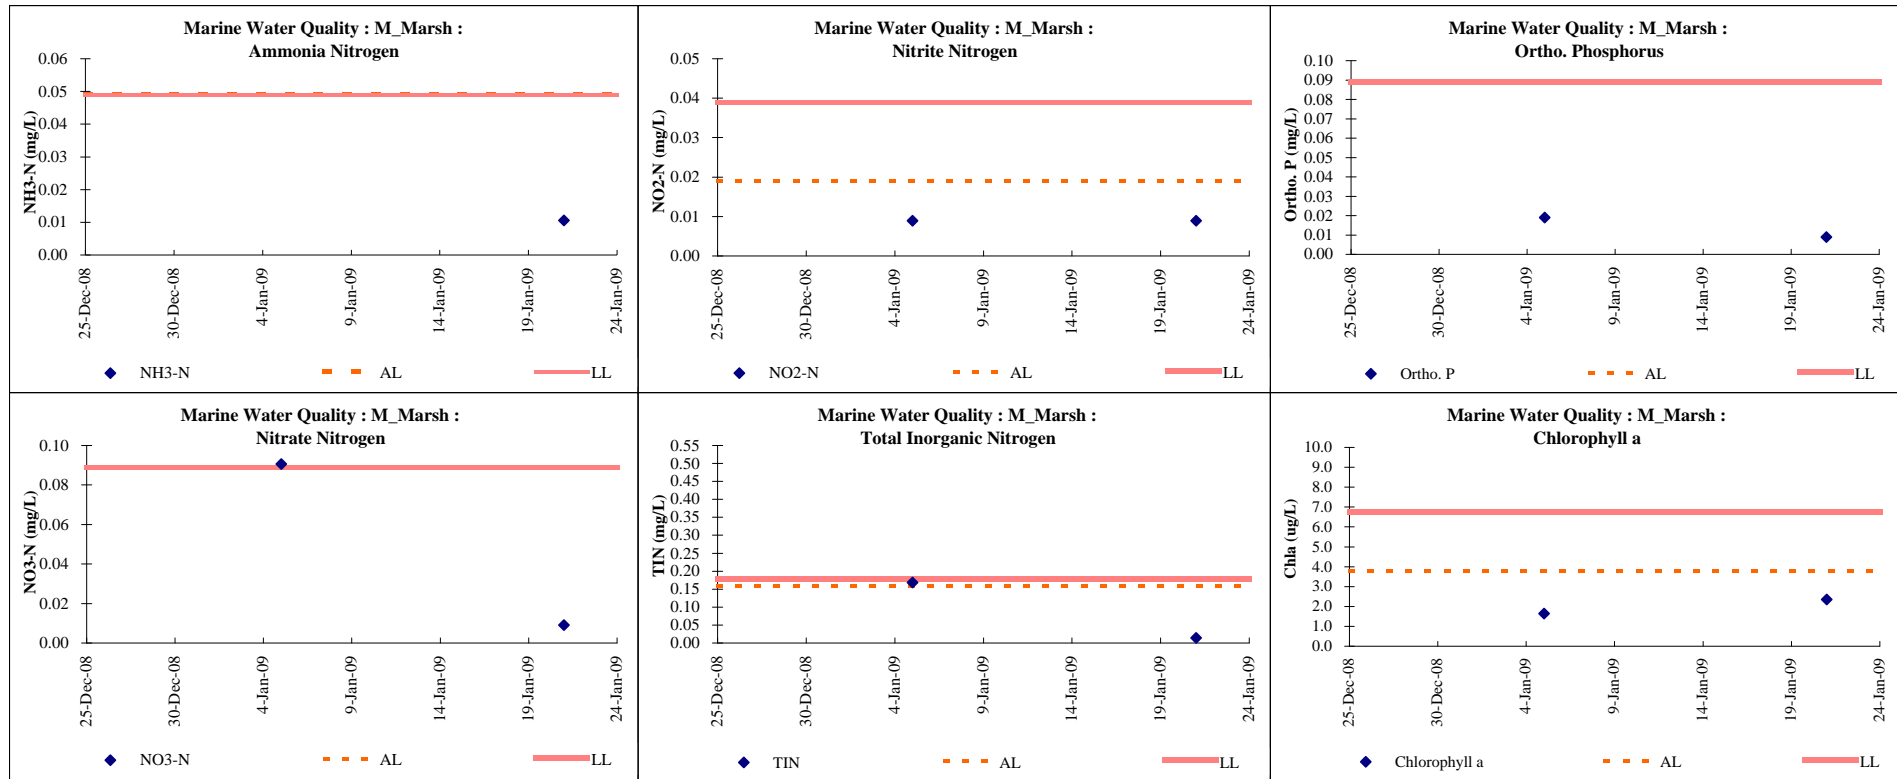 Marine Water Quality : M_Marsh :
Ammonia Nitrogen
0.06
0.05
0.04
0.03
0.02
0.01
0.00
NH3-N (mg/L)
25-Dec-08
30-Dec-08
4-Jan-09
9-Jan-09
14-Jan-09
19-Jan-09
24-Jan-09
NH3-N AL LL
Marine Water Quality : M_Marsh :
Nitrite Nitrogen
0.05
0.04
0.03
0.02
0.01
0.00
NO2-N (mg/L)
25-Dec-08
30-Dec-08
4-Jan-09
9-Jan-09
14-Jan-09
19-Jan-09
24-Jan-09
NO2-N AL LL
Marine Water Quality : M_Marsh :
Ortho. Phosphorus
0.10
0.09
0.08
0.07
0.06
0.05
0.04
0.03
0.02
0.01
0.00
Ortho. P (mg/L)
25-Dec-08
30-Dec-08
4-Jan-09
9-Jan-09
14-Jan-09
19-Jan-09
24-Jan-09
Ortho. P AL LL
Marine Water Quality : M_Marsh :
Nitrate Nitrogen
0.10
0.08
0.06
0.04
0.02
0.00
NO3-N (mg/L)
25-Dec-08
30-Dec-08
4-Jan-09
9-Jan-09
14-Jan-09
19-Jan-09
24-Jan-09
NO3-N AL LL
Marine Water Quality : M_Marsh :
Total Inorganic Nitrogen
0.55
0.50
0.45
0.40
0.35
0.30
0.25
0.20
0.15
0.10
0.05
0.00
TIN (mg/L)
25-Dec-08
30-Dec-08
4-Jan-09
9-Jan-09
14-Jan-09
19-Jan-09
24-Jan-09
TIN AL LL
Marine Water Quality : M_Marsh :
Chlorophyll a
10.0
9.0
8.0
7.0
6.0
5.0
4.0
3.0
2.0
1.0
0.0
Chla (ug/L)
25-Dec-08
30-Dec-08
4-Jan-09
9-Jan-09
14-Jan-09
19-Jan-09
24-Jan-09
Chlorophyll a AL LL